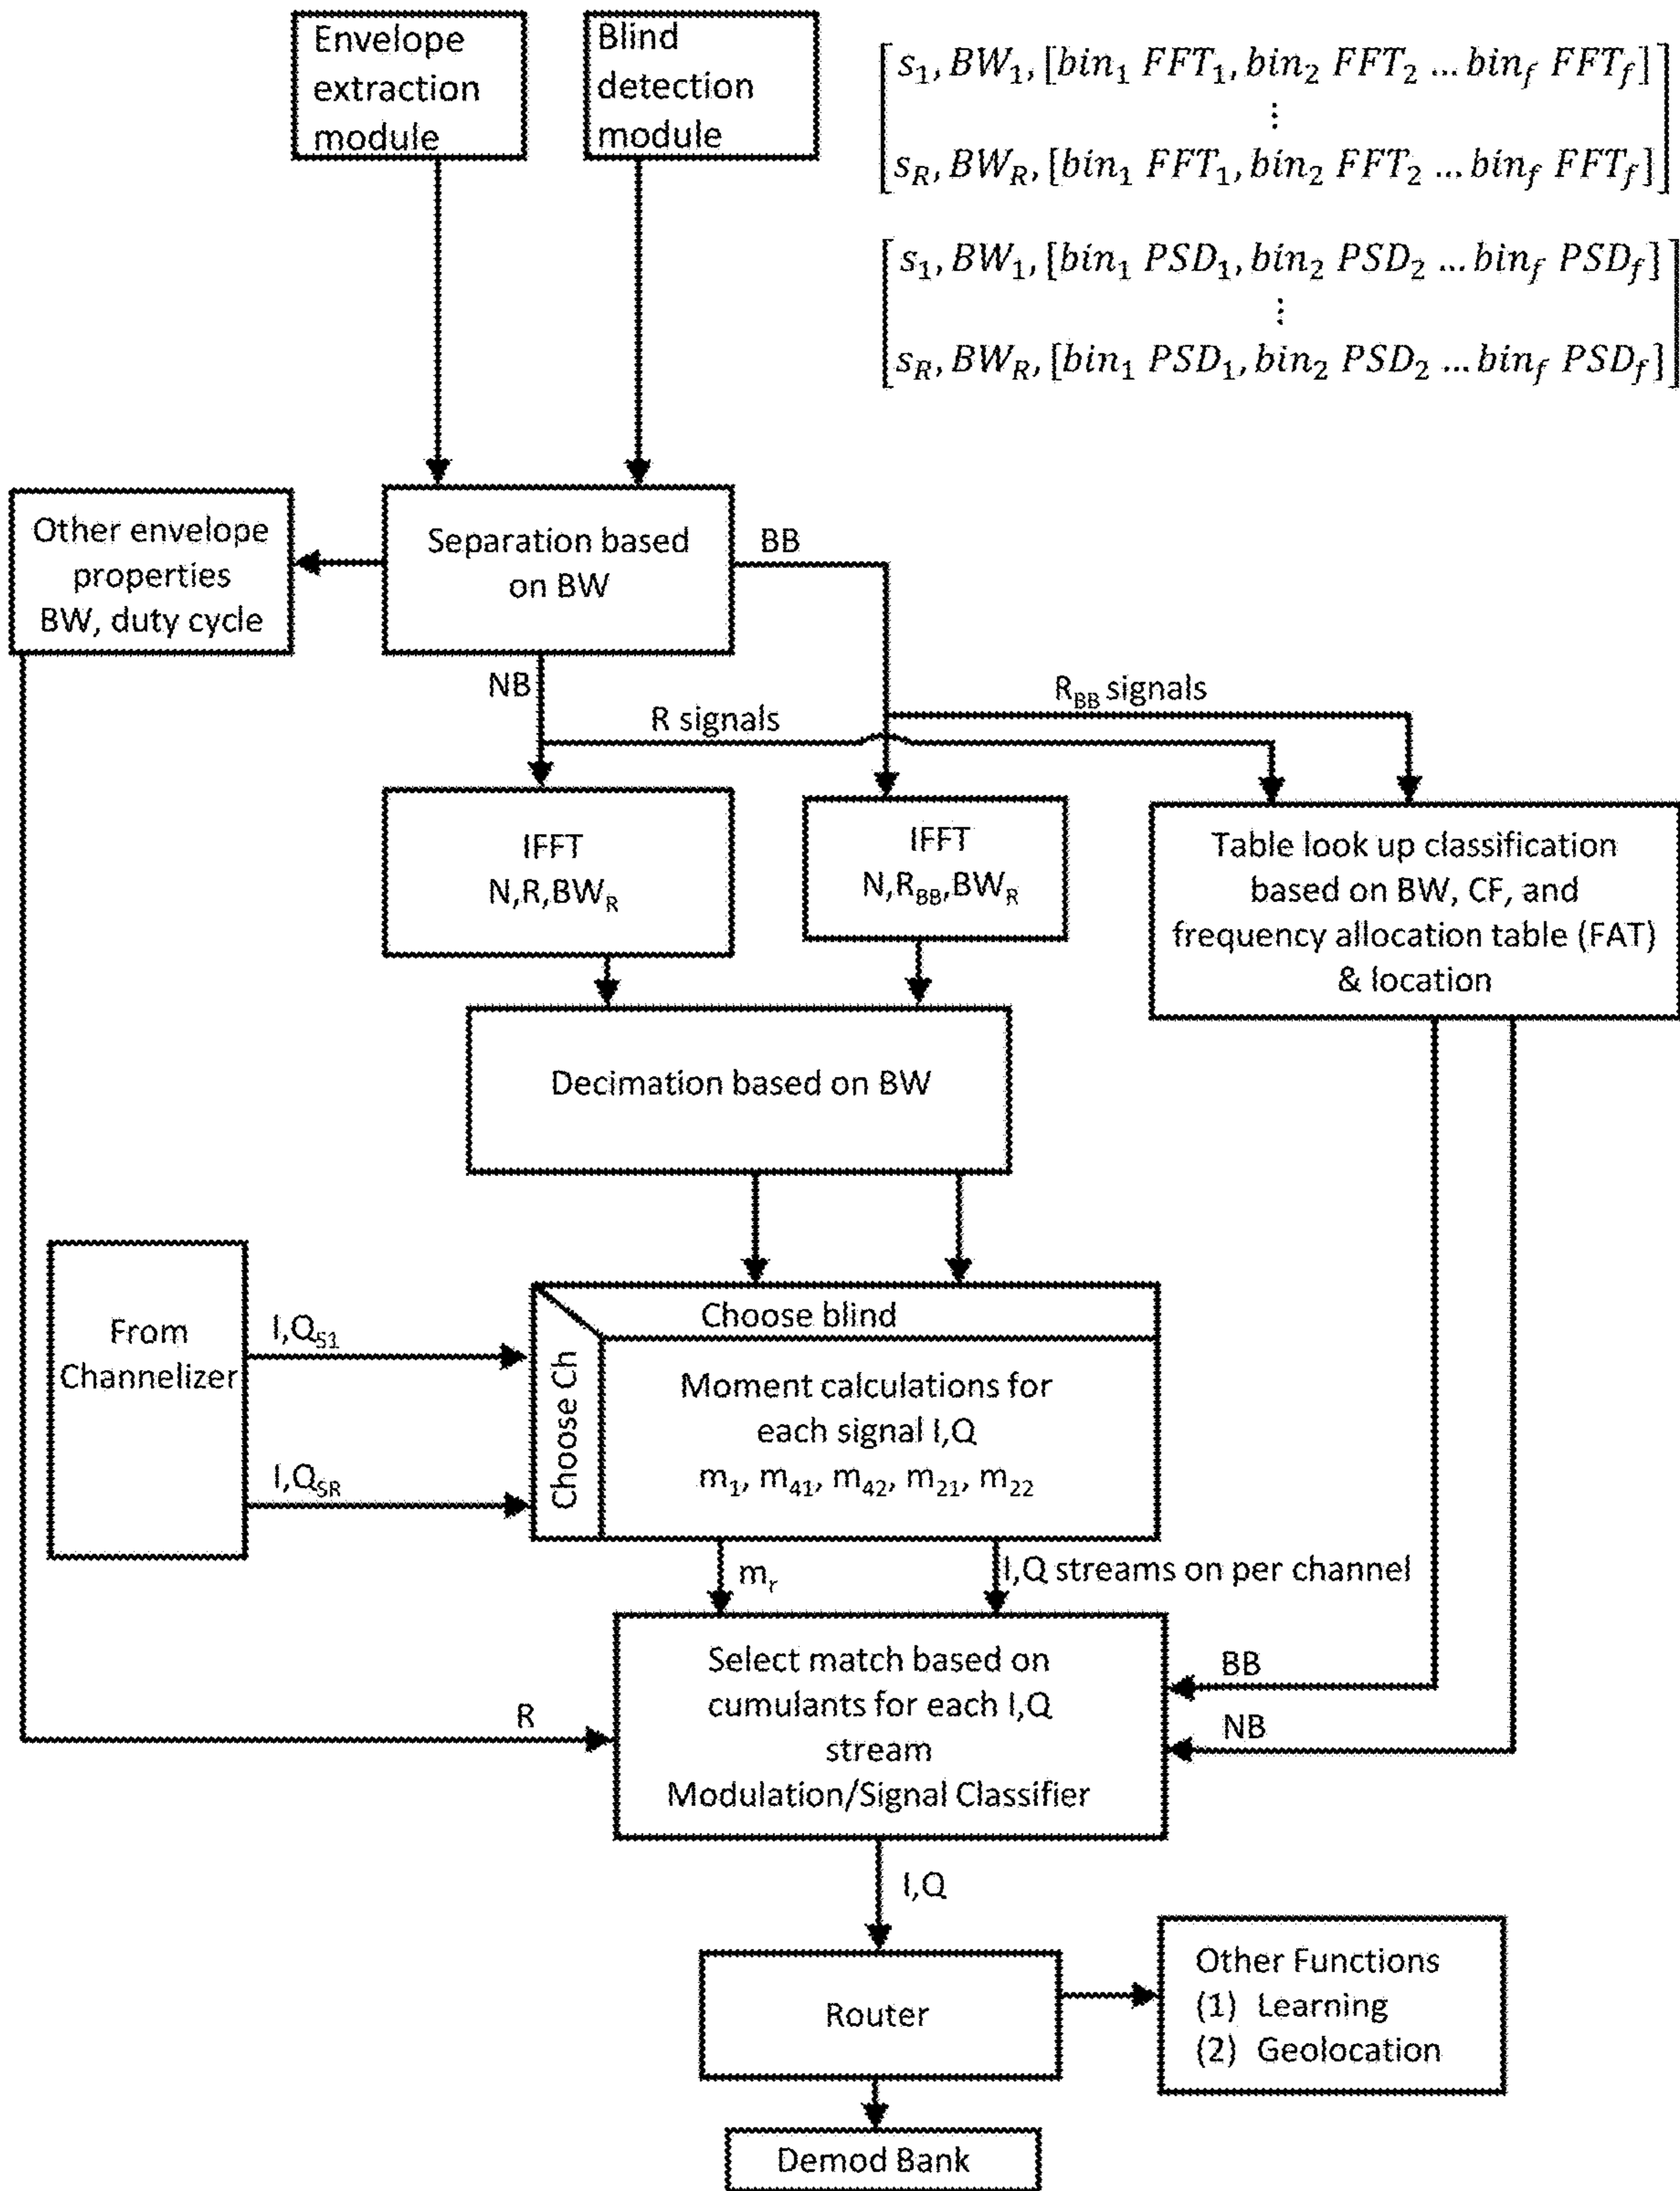 Envelope
extraction
module
Blind
detection
module
[s₁, BW₁, [bin₁ FFT₁, bin₂ FFT₂ ... bin_f FFT_f]
⋮
s_R, BW_R, [bin₁ FFT₁, bin₂ FFT₂ ... bin_f FFT_f]]
[s₁, BW₁, [bin₁ PSD₁, bin₂ PSD₂ ... bin_f PSD_f]
⋮
s_R, BW_R, [bin₁ PSD₁, bin₂ PSD₂ ... bin_f PSD_f]]
Other envelope
properties
BW, duty cycle
Separation based
on BW
BB
NB
R_BB signals
R signals
IFFT
N,R,BW_R
IFFT
N,R_BB,BW_R
Table look up classification
based on BW, CF, and
frequency allocation table (FAT)
& location
Decimation based on BW
From
Channelizer
I,Q_S1
I,Q_SR
Choose blind
Choose Ch
Moment calculations for
each signal I,Q
m₁, m₄₁, m₄₂, m₂₁, m₂₂
m_r
I,Q streams on per channel
Select match based on
cumulants for each I,Q
stream
Modulation/Signal Classifier
R
BB
NB
I,Q
Router
Other Functions
(1) Learning
(2) Geolocation
Demod Bank